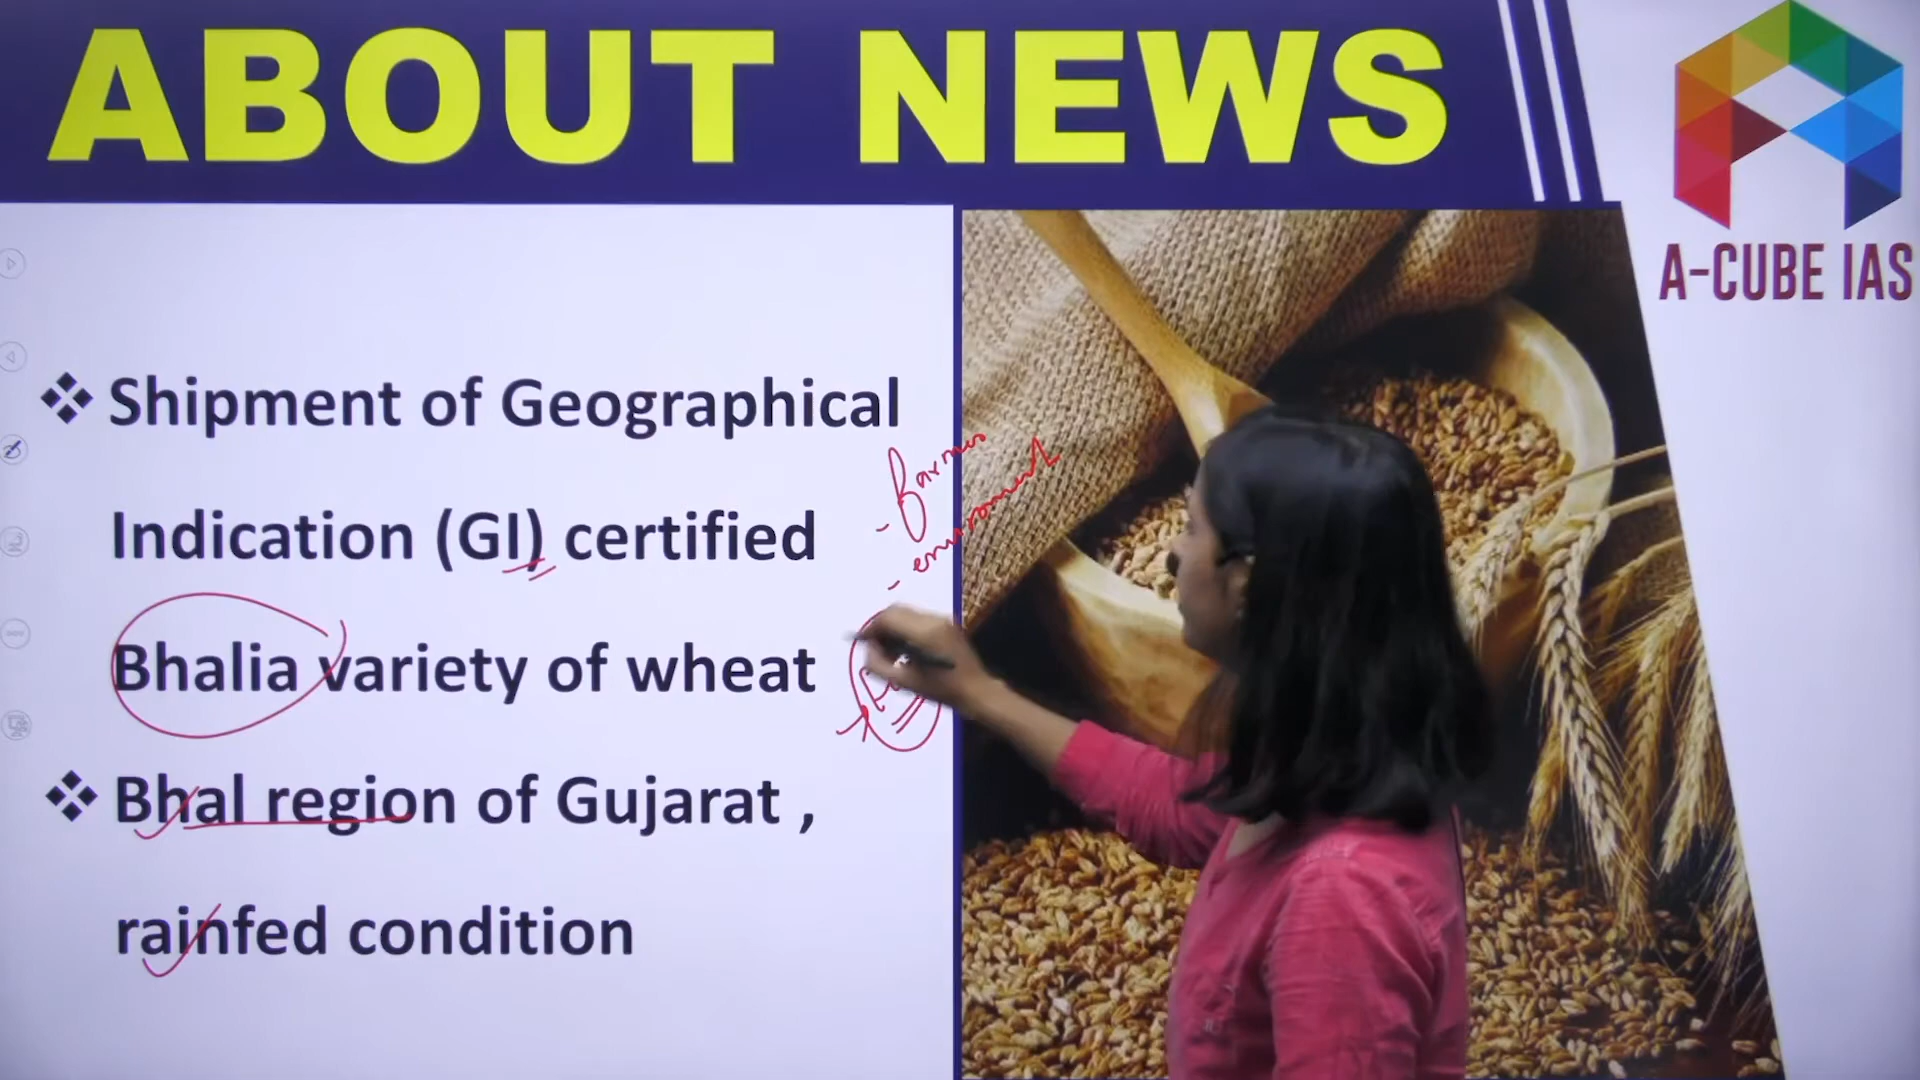 ABOUT NEWS
A-CUBE IAS
❖ Shipment of Geographical
Indication (GI) certified
Bhalia variety of wheat
❖ Bhal region of Gujarat ,
rainfed condition
- environment